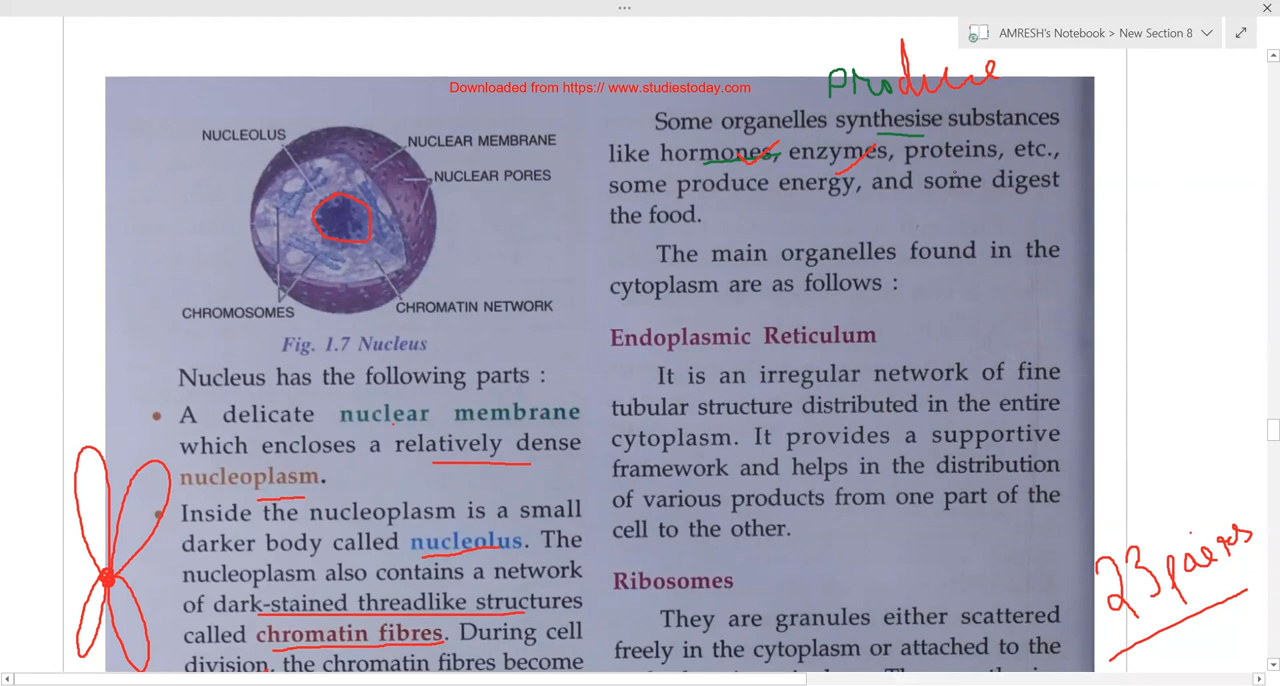 AMRESH's Notebook > New Section 8
Downloaded from https:// www.studiestoday.com
NUCLEOLUS
NUCLEAR MEMBRANE
NUCLEAR PORES
CHROMOSOMES
CHROMATIN NETWORK
Fig. 1.7 Nucleus
Nucleus has the following parts :
• A delicate nuclear membrane
which encloses a relatively dense
nucleoplasm.
• Inside the nucleoplasm is a small
darker body called nucleolus. The
nucleoplasm also contains a network
of dark-stained threadlike structures
called chromatin fibres. During cell
division, the chromatin fibres become
produce
Some organelles synthesise substances
like hormones, enzymes, proteins, etc.,
some produce energy, and some digest
the food.
The main organelles found in the
cytoplasm are as follows :
Endoplasmic Reticulum
It is an irregular network of fine
tubular structure distributed in the entire
cytoplasm. It provides a supportive
framework and helps in the distribution
of various products from one part of the
cell to the other.
Ribosomes
They are granules either scattered
freely in the cytoplasm or attached to the
23 paires